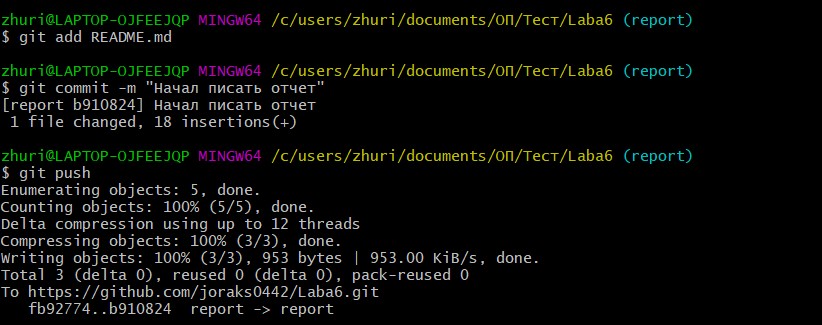 zhuri@LAPTOP-OJFEEJQP MINGW64 /c/users/zhuri/documents/ОП/Тест/Laba6 (report)
$ git add README.md
zhuri@LAPTOP-OJFEEJQP MINGW64 /c/users/zhuri/documents/ОП/Тест/Laba6 (report)
$ git commit -m "Начал писать отчет"
[report b910824] Начал писать отчет
 1 file changed, 18 insertions(+)
zhuri@LAPTOP-OJFEEJQP MINGW64 /c/users/zhuri/documents/ОП/Тест/Laba6 (report)
$ git push
Enumerating objects: 5, done.
Counting objects: 100% (5/5), done.
Delta compression using up to 12 threads
Compressing objects: 100% (3/3), done.
Writing objects: 100% (3/3), 953 bytes | 953.00 KiB/s, done.
Total 3 (delta 0), reused 0 (delta 0), pack-reused 0
To https://github.com/joraks0442/Laba6.git
   fb92774..b910824  report -> report